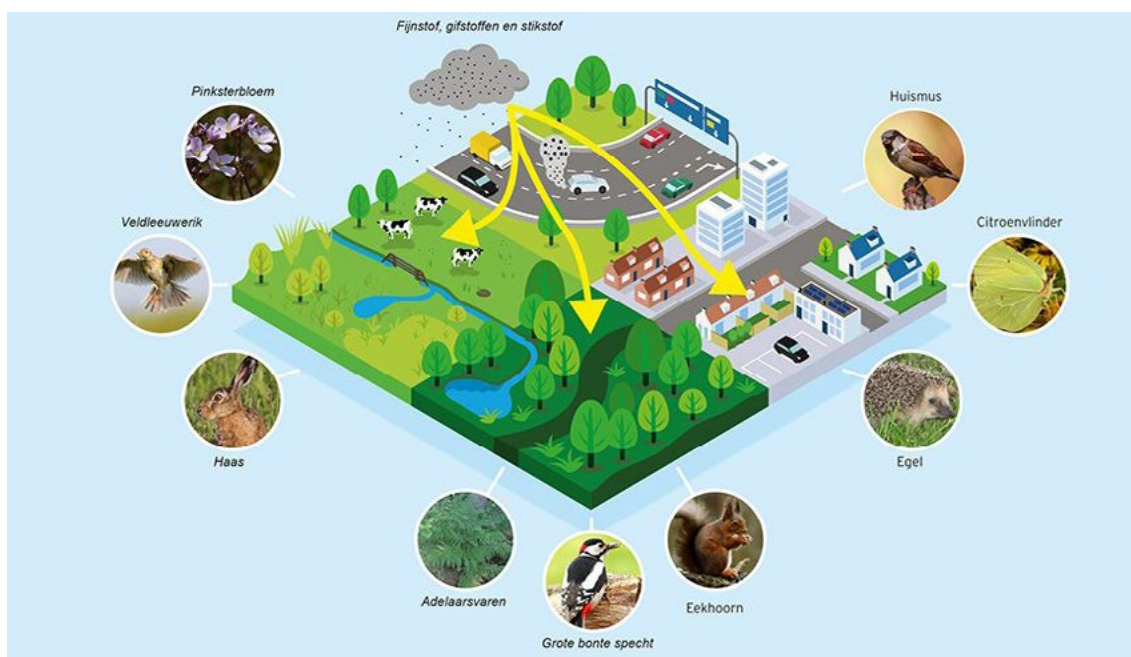 Fijnstof, gifstoffen en stikstof
Pinksterbloem
Huismus
Veldleeuwerik
Citroenvlinder
Haas
Egel
Adelaarsvaren
Eekhoorn
Grote bonte specht